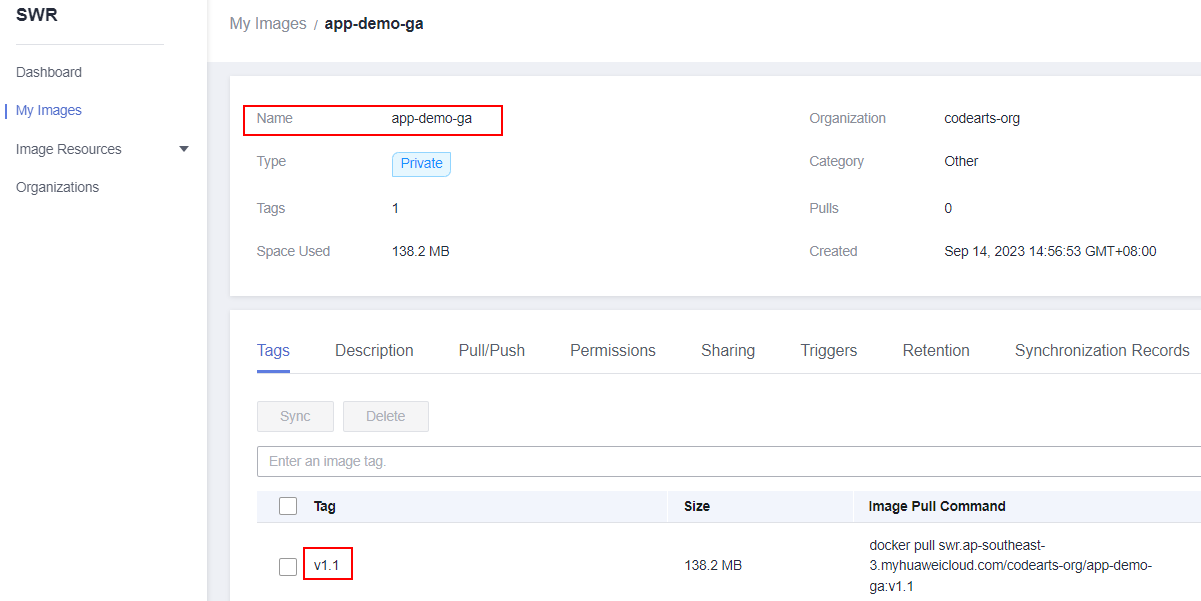 SWR
My Images / app-demo-ga
Dashboard
My Images
Image Resources
Organizations
Name app-demo-ga Organization codearts-org
Type Private Category Other
Tags 1 Pulls 0
Space Used 138.2 MB Created Sep 14, 2023 14:56:53 GMT+08:00
Tags Description Pull/Push Permissions Sharing Triggers Retention Synchronization Records
Sync Delete
Enter an image tag.
Tag Size Image Pull Command
v1.1 138.2 MB docker pull swr.ap-southeast-
3.myhuaweicloud.com/codearts-org/app-demo-
ga:v1.1